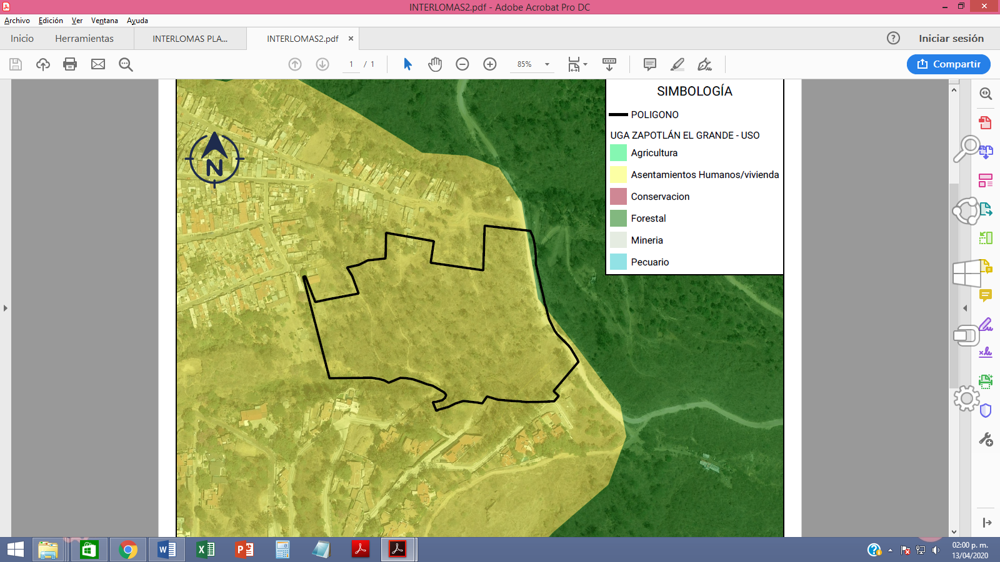 INTERLOMAS2.pdf - Adobe Acrobat Pro DC
Archivo Edición Ver Ventana Ayuda
Inicio Herramientas INTERLOMAS PLA... INTERLOMAS2.pdf × ? Iniciar sesión
1 / 1 85% Compartir
SIMBOLOGÍA
POLIGONO
UGA ZAPOTLÁN EL GRANDE - USO
Agricultura
Asentamientos Humanos/vivienda
Conservacion
Forestal
Mineria
Pecuario
N
02:00 p. m.
13/04/2020